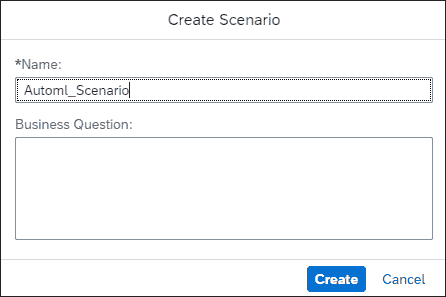 Create Scenario
*Name:
Automl_Scenario
Business Question:
Create Cancel